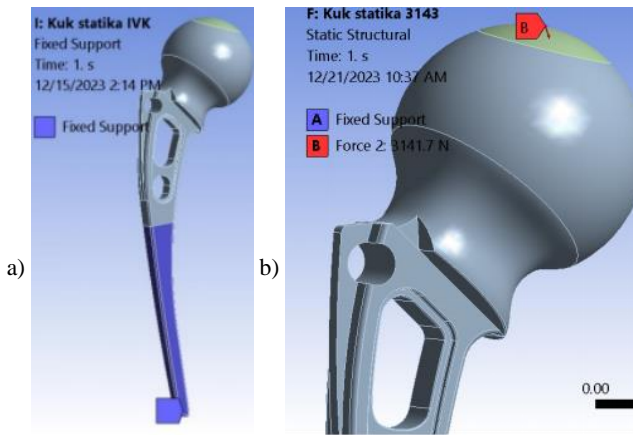 I: Kuk statika IVK
Fixed Support
Time: 1. s
12/15/2023 2:14 PM
Fixed Support
a)
F: Kuk statika 3143
Static Structural
Time: 1. s
12/21/2023 10:37 AM
A Fixed Support
B Force 2: 3141.7 N
B
b)
0.00